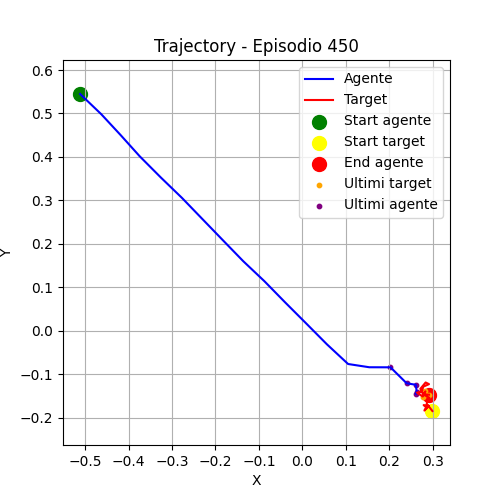 Trajectory - Episodio 450
0.6
0.5
0.4
0.3
0.2
0.1
0.0
−0.1
−0.2
Y
−0.5 −0.4 −0.3 −0.2 −0.1 0.0 0.1 0.2 0.3
X
Agente
Target
Start agente
Start target
End agente
Ultimi target
Ultimi agente